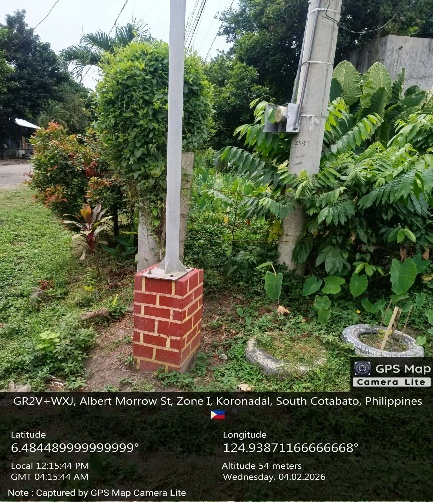 GPS Map
Camera Lite
GR2V+WXJ, Albert Morrow St, Zone I, Koronadal, South Cotabato, Philippines
Latitude
6.484489999999999°
Longitude
124.93871166666668°
Local 12:15:44 PM
GMT 04:15:44 AM
Altitude 54 meters
Wednesday, 04.02.2026
Note : Captured by GPS Map Camera Lite